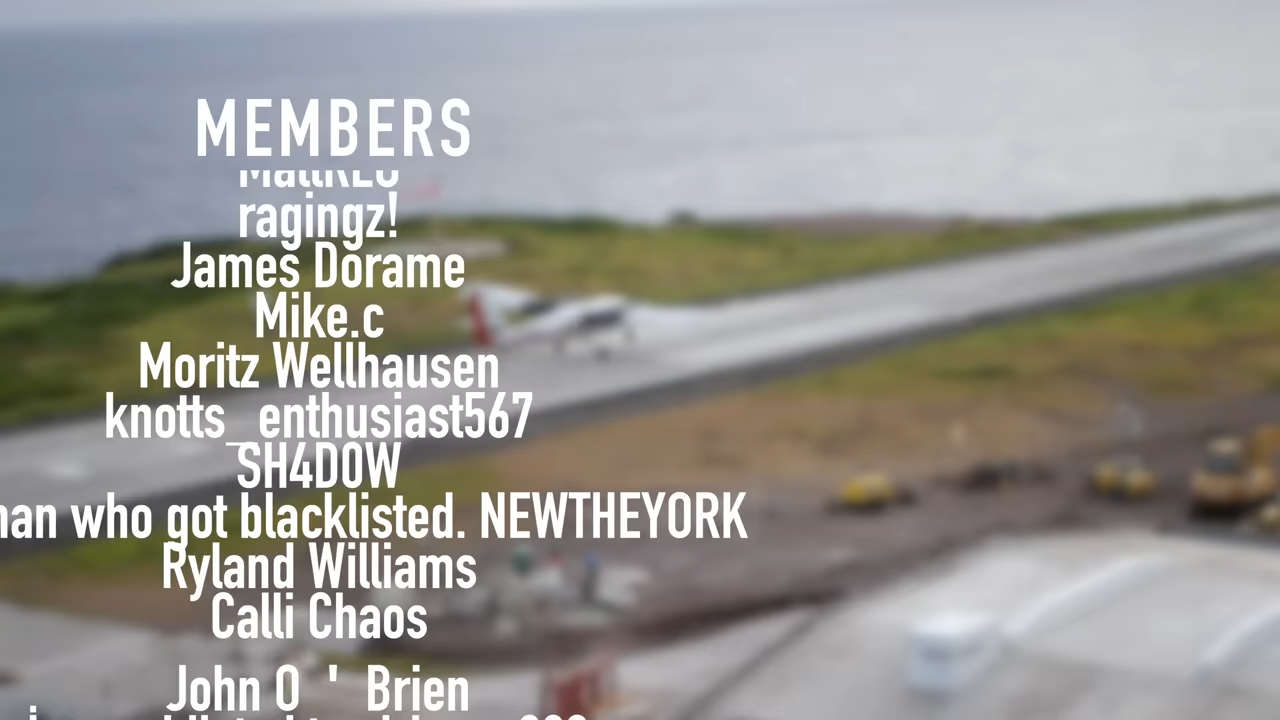 MEMBERS
ragingz!
James Dorame
Mike.c
Moritz Wellhausen
knotts_enthusiast567
SH4D0W
who got blacklisted. NEWTHEYORK
Ryland Williams
Calli Chaos
John O ' Brien